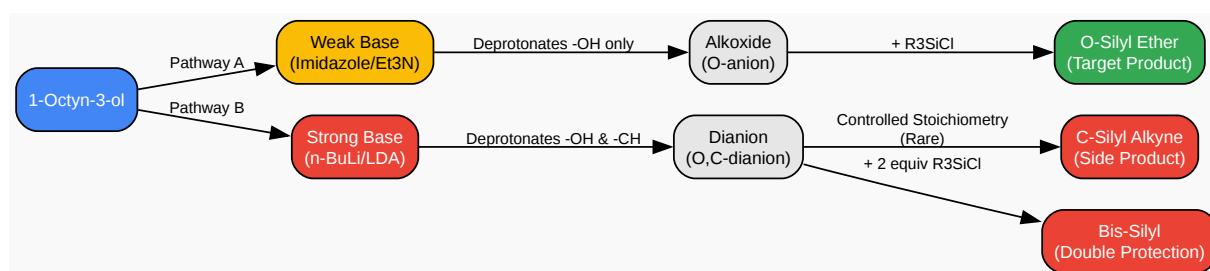 1-Octyn-3-ol
Pathway A
Pathway B
Weak Base
(Imidazole/Et3N)
Deprotonates -OH only
Alkoxide
(O-anion)
+ R3SiCl
O-Silyl Ether
(Target Product)
Strong Base
(n-BuLi/LDA)
Deprotonates -OH & -CH
Dianion
(O,C-dianion)
Controlled Stoichiometry
(Rare)
C-Silyl Alkyne
(Side Product)
+ 2 equiv R3SiCl
Bis-Silyl
(Double Protection)